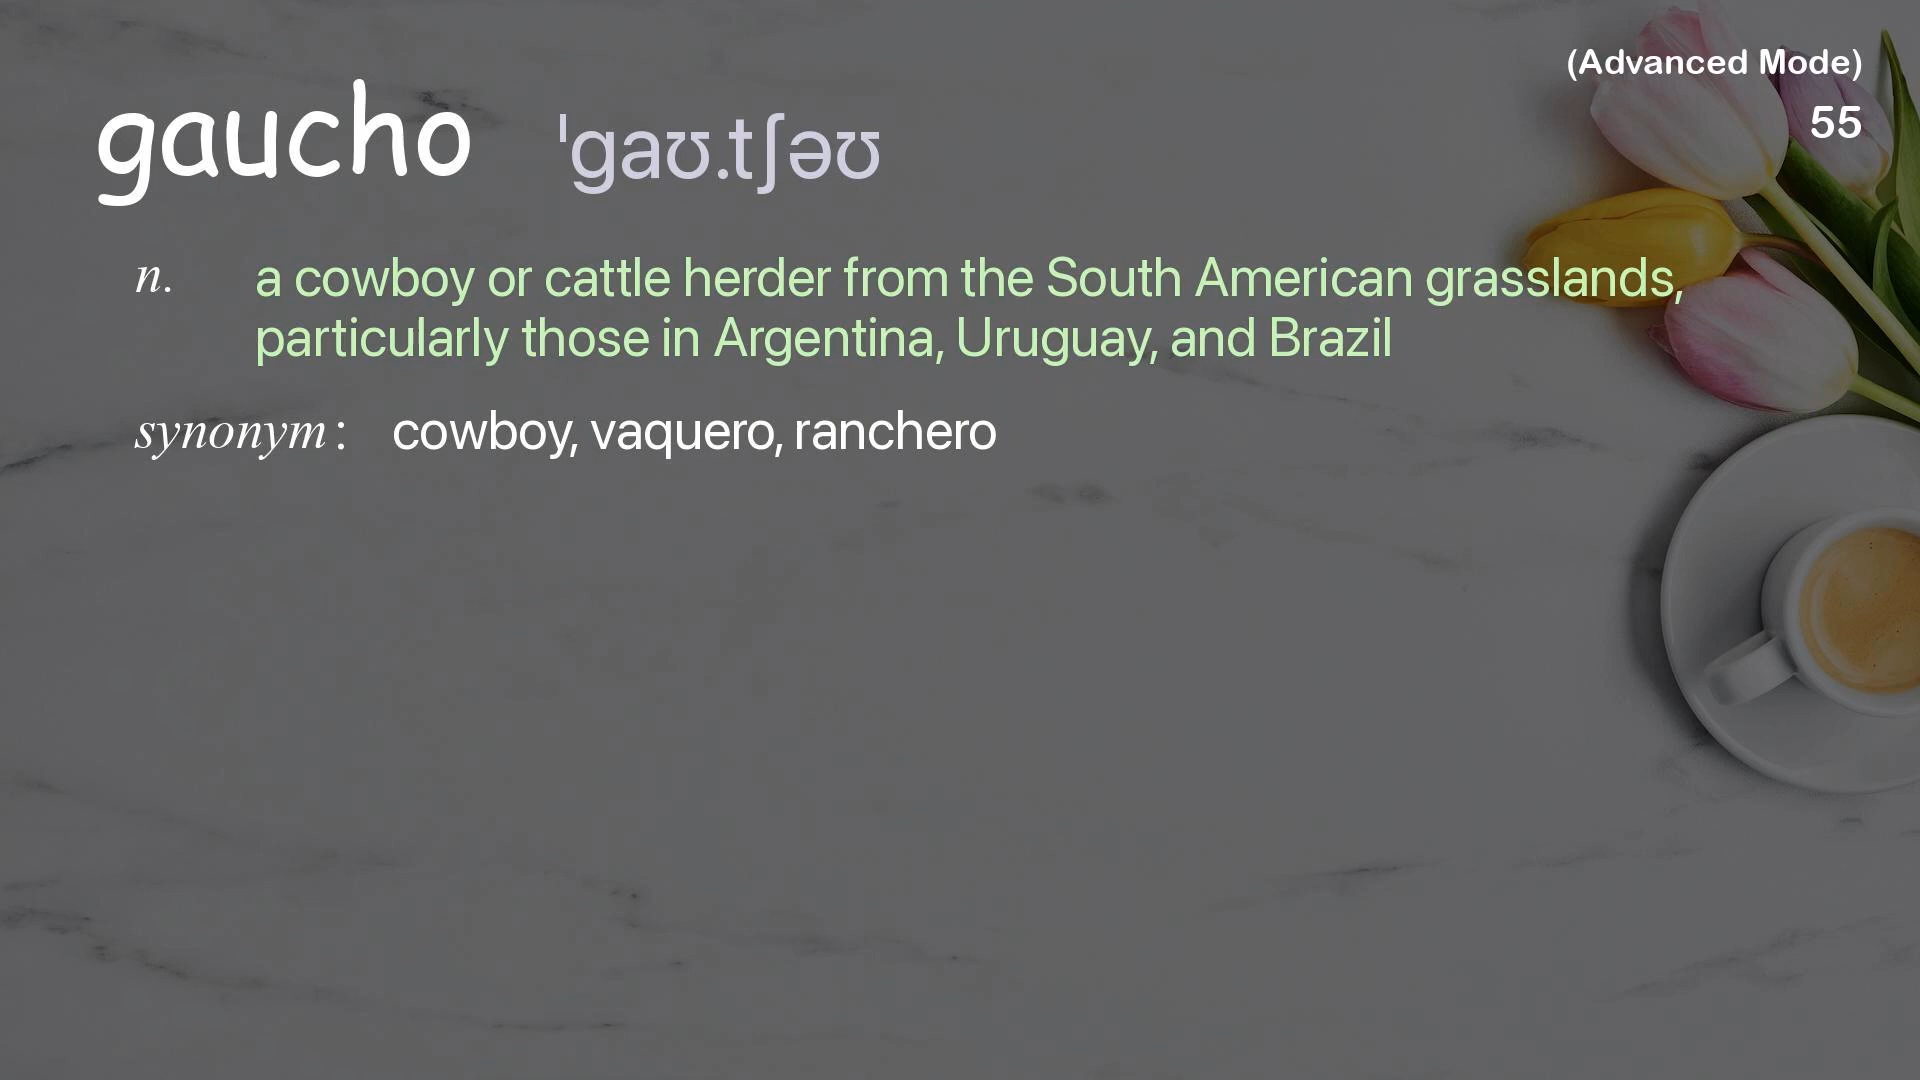 (Advanced Mode)
55
gaucho ˈgaʊ.tʃəʊ
n. a cowboy or cattle herder from the South American grasslands,
particularly those in Argentina, Uruguay, and Brazil
synonym: cowboy, vaquero, ranchero